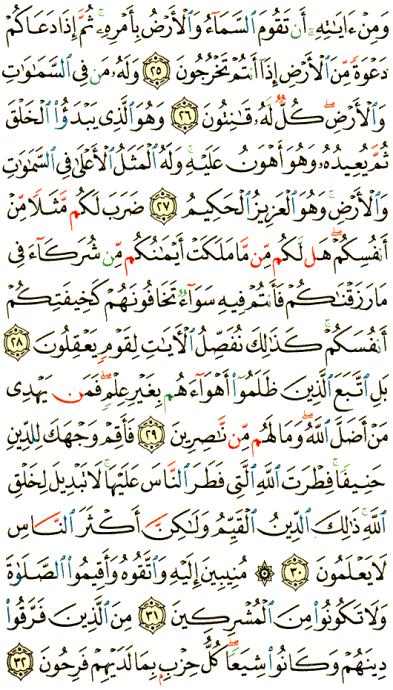 وَمِنْ ءَايَـٰتِهِۦٓ أَن تَقُومَ ٱلسَّمَآءُ وَٱلْأَرْضُ بِأَمْرِهِۦ ۚ ثُمَّ إِذَا دَعَاكُمْ
دَعْوَةً مِّنَ ٱلْأَرْضِ إِذَآ أَنتُمْ تَخْرُجُونَ ٢٥ وَلَهُۥ مَن فِى ٱلسَّمَـٰوَٰتِ
وَٱلْأَرْضِ ۖ كُلٌّ لَّهُۥ قَـٰنِتُونَ ٢٦ وَهُوَ ٱلَّذِى يَبْدَؤُا۟ ٱلْخَلْقَ
ثُمَّ يُعِيدُهُۥ وَهُوَ أَهْوَنُ عَلَيْهِ ۚ وَلَهُ ٱلْمَثَلُ ٱلْأَعْلَىٰ فِى ٱلسَّمَـٰوَٰتِ
وَٱلْأَرْضِ ۚ وَهُوَ ٱلْعَزِيزُ ٱلْحَكِيمُ ٢٧ ضَرَبَ لَكُم مَّثَلًا مِّنْ
أَنفُسِكُمْ ۖ هَل لَّكُم مِّن مَّا مَلَكَتْ أَيْمَـٰنُكُم مِّن شُرَكَآءَ فِى
مَا رَزَقْنَـٰكُمْ فَأَنتُمْ فِيهِ سَوَآءٌ تَخَافُونَهُمْ كَخِيفَتِكُمْ
أَنفُسَكُمْ ۚ كَذَٰلِكَ نُفَصِّلُ ٱلْـَٔايَـٰتِ لِقَوْمٍ يَعْقِلُونَ ٢٨
بَلِ ٱتَّبَعَ ٱلَّذِينَ ظَلَمُوٓا۟ أَهْوَآءَهُم بِغَيْرِ عِلْمٍ ۖ فَمَن يَهْدِى
مَنْ أَضَلَّ ٱللَّهُ ۖ وَمَا لَهُم مِّن نَّـٰصِرِينَ ٢٩ فَأَقِمْ وَجْهَكَ لِلدِّينِ
حَنِيفًا ۚ فِطْرَتَ ٱللَّهِ ٱلَّتِى فَطَرَ ٱلنَّاسَ عَلَيْهَا ۚ لَا تَبْدِيلَ لِخَلْقِ
ٱللَّهِ ۚ ذَٰلِكَ ٱلدِّينُ ٱلْقَيِّمُ وَلَـٰكِنَّ أَكْثَرَ ٱلنَّاسِ
لَا يَعْلَمُونَ ٣٠ ۞ مُنِيبِينَ إِلَيْهِ وَٱتَّقُوهُ وَأَقِيمُوا۟ ٱلصَّلَوٰةَ
وَلَا تَكُونُوا۟ مِنَ ٱلْمُشْرِكِينَ ٣١ مِنَ ٱلَّذِينَ فَرَّقُوا۟
دِينَهُمْ وَكَانُوا۟ شِيَعًا ۖ كُلُّ حِزْبٍۭ بِمَا لَدَيْهِمْ فَرِحُونَ ٣٢